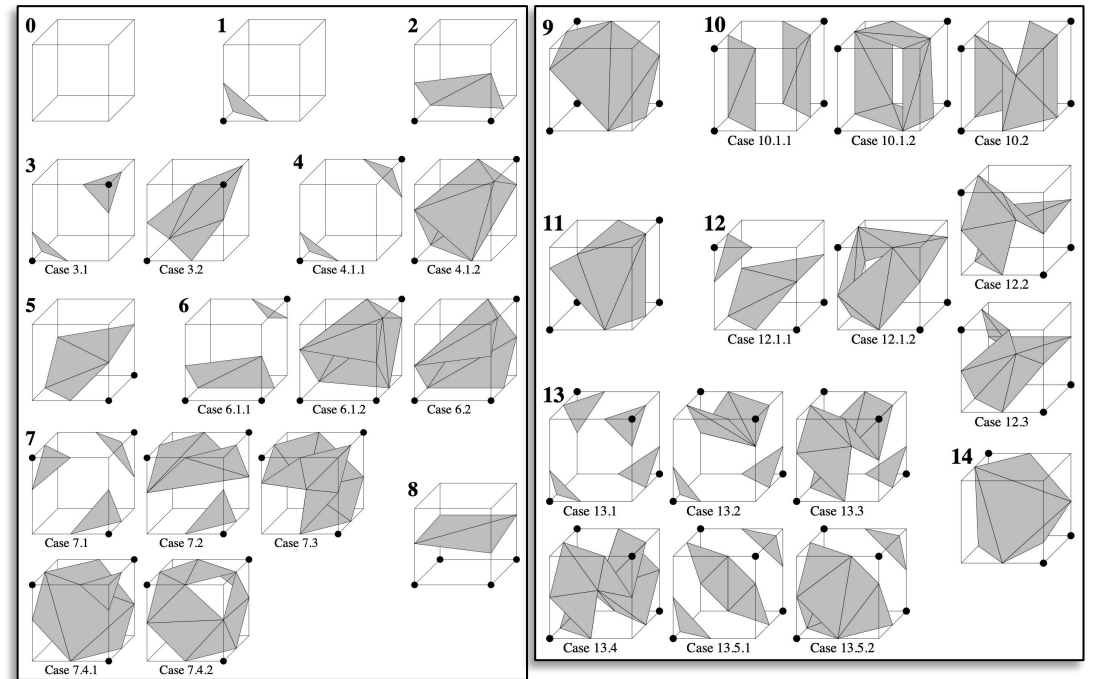 0
1
2
3
Case 3.1
Case 3.2
4
Case 4.1.1
Case 4.1.2
5
6
Case 6.1.1
Case 6.1.2
Case 6.2
7
Case 7.1
Case 7.2
Case 7.3
8
Case 7.4.1
Case 7.4.2
9
10
Case 10.1.1
Case 10.1.2
Case 10.2
11
12
Case 12.1.1
Case 12.1.2
Case 12.2
Case 12.3
13
Case 13.1
Case 13.2
Case 13.3
14
Case 13.4
Case 13.5.1
Case 13.5.2